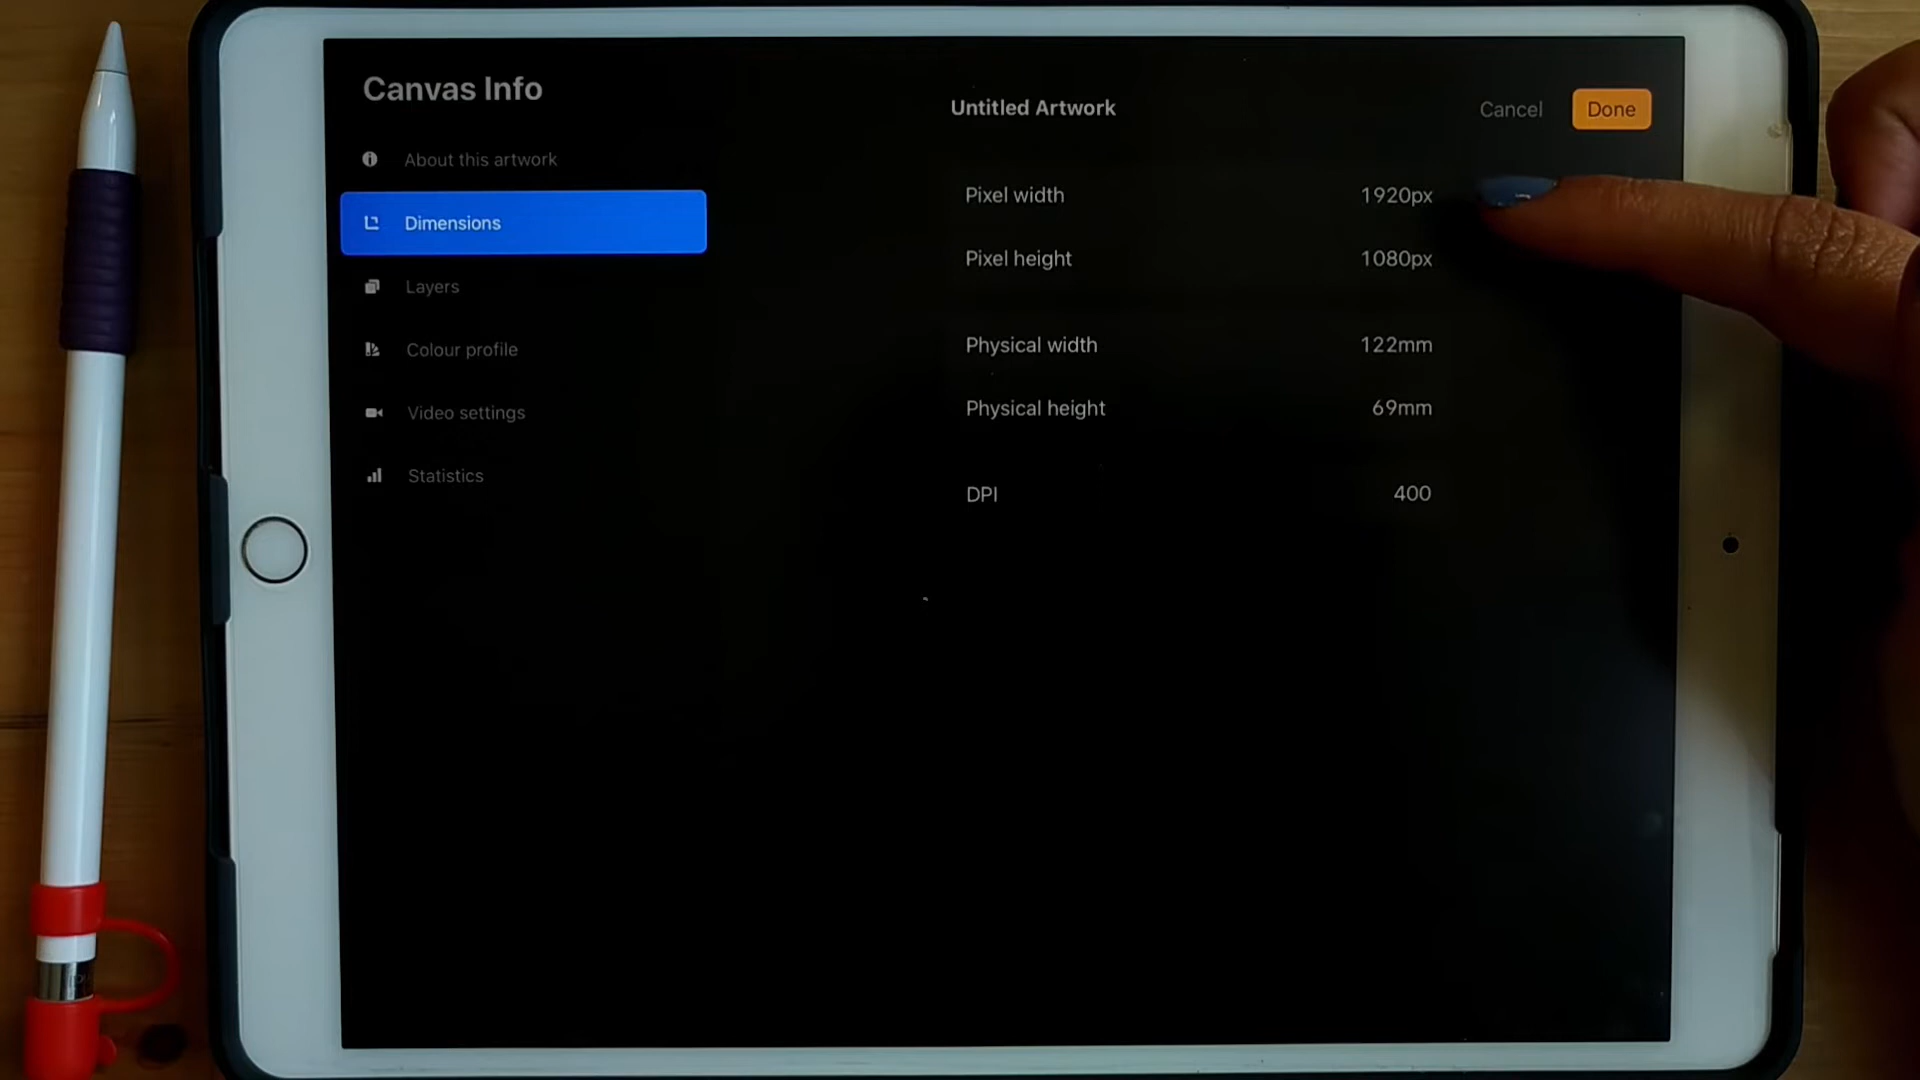 Canvas Info
About this artwork
Dimensions
Layers
Colour profile
Video settings
Statistics
Untitled Artwork
Cancel
Done
Pixel width 1920px
Pixel height 1080px
Physical width 122mm
Physical height 69mm
DPI 400